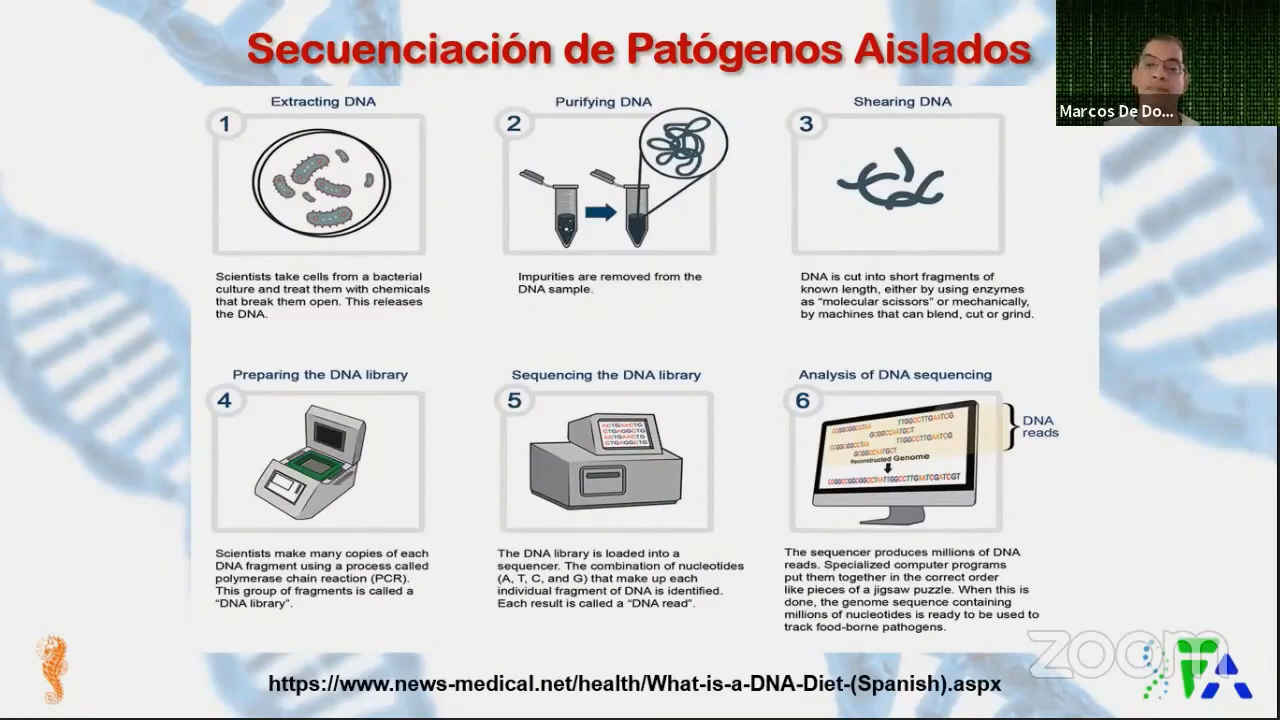 Secuenciación de Patógenos Aislados
Marcos De Do...
Extracting DNA
1
Scientists take cells from a bacterial
culture and treat them with chemicals
that break them open. This releases
the DNA.
Purifying DNA
2
Impurities are removed from the
DNA sample.
Shearing DNA
3
DNA is cut into short fragments of
known length, either by using enzymes
as “molecular scissors” or mechanically,
by machines that can blend, cut or grind.
Preparing the DNA library
4
Scientists make many copies of each
DNA fragment using a process called
polymerase chain reaction (PCR).
This group of fragments is called a
“DNA library”.
Sequencing the DNA library
5
ACTGAACTG
CTGAGGCTG
ACTGAACTG
CTGAGGCTG
The DNA library is loaded into a
sequencer. The combination of nucleotides
(A, T, C, and G) that make up each
individual fragment of DNA is identified.
Each result is called a “DNA read”.
Analysis of DNA sequencing
6
TTGGCCTTGAATCG
GCGGCAATGCT
TTGGCCTTGAATCG
GCGGCAATGCT
Reconstructed Genome
DNA
reads
The sequencer produces millions of DNA
reads. Specialized computer programs
put them together in the correct order
like pieces of a jigsaw puzzle. When this is
done, the genome sequence containing
millions of nucleotides is ready to be used to
track food-borne pathogens.
https://www.news-medical.net/health/What-is-a-DNA-Diet-(Spanish).aspx
zoom